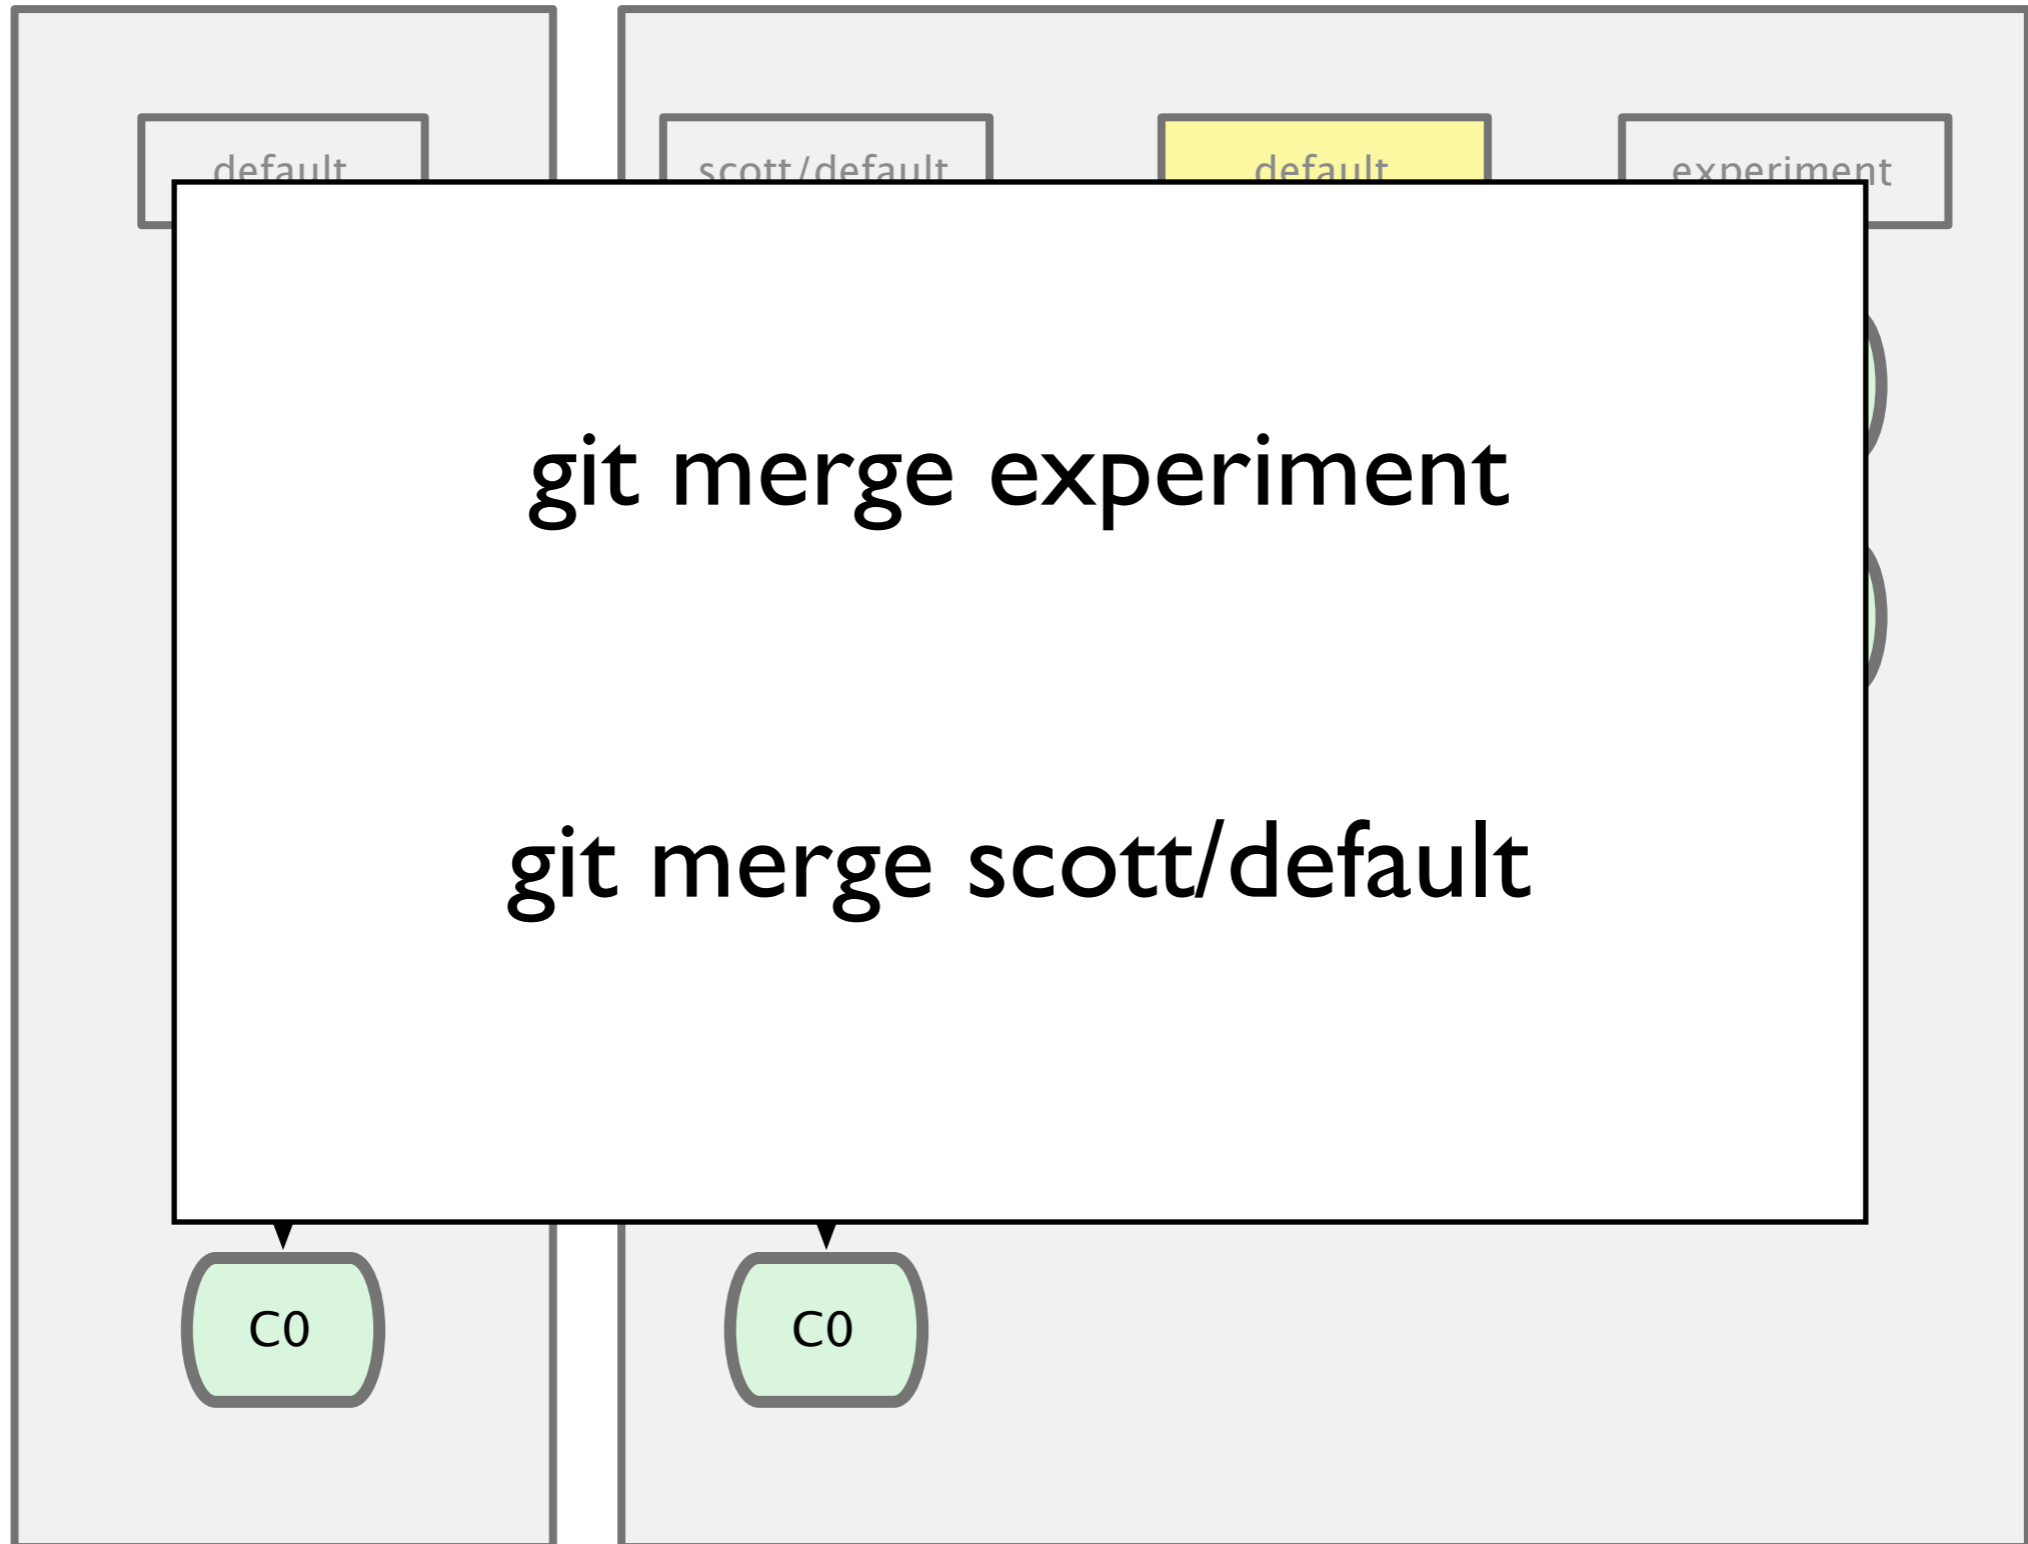 default
scott/default
default
experiment
git merge experiment
git merge scott/default
C0
C0